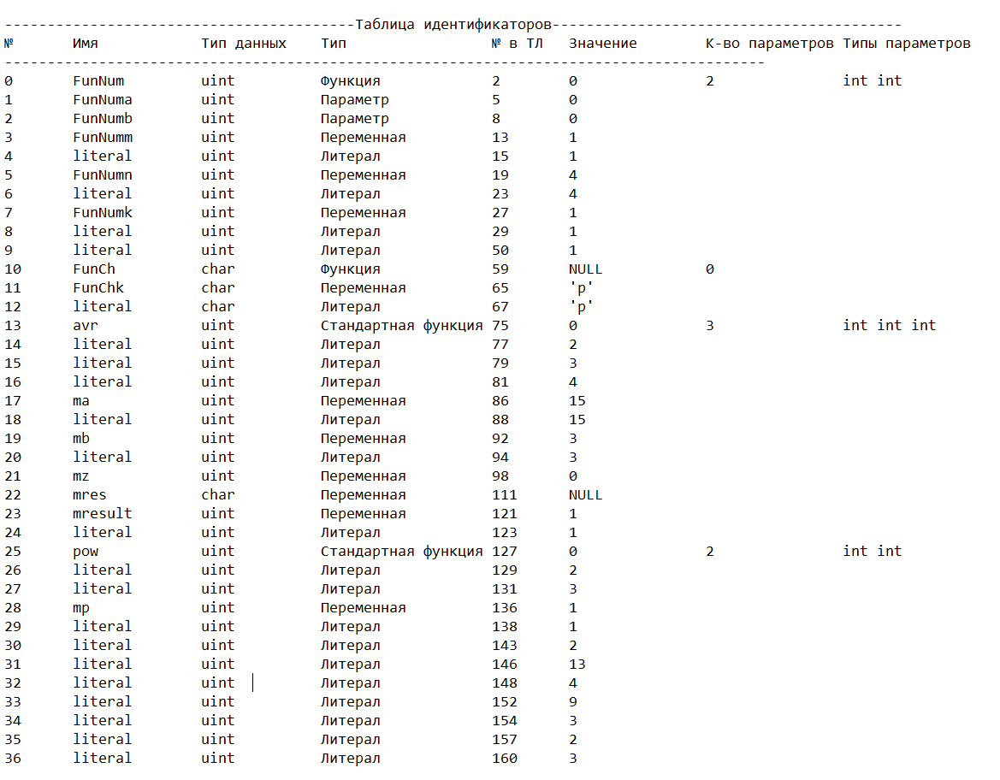 -----------------------------------------Таблица идентификаторов-----------------------------------------
№ Имя Тип данных Тип № в ТЛ Значение К-во параметров Типы параметров
-----------------------------------------------------------------------------------------
0 FunNum uint Функция 2 0 2 int int
1 FunNuma uint Параметр 5 0
2 FunNumb uint Параметр 8 0
3 FunNumm uint Переменная 13 1
4 literal uint Литерал 15 1
5 FunNumn uint Переменная 19 4
6 literal uint Литерал 23 4
7 FunNumk uint Переменная 27 1
8 literal uint Литерал 29 1
9 literal uint Литерал 50 1
10 FunCh char Функция 59 NULL 0
11 FunChk char Переменная 65 'p'
12 literal char Литерал 67 'p'
13 avr uint Стандартная функция 75 0 3 int int int
14 literal uint Литерал 77 2
15 literal uint Литерал 79 3
16 literal uint Литерал 81 4
17 ma uint Переменная 86 15
18 literal uint Литерал 88 15
19 mb uint Переменная 92 3
20 literal uint Литерал 94 3
21 mz uint Переменная 98 0
22 mres char Переменная 111 NULL
23 mresult uint Переменная 121 1
24 literal uint Литерал 123 1
25 pow uint Стандартная функция 127 0 2 int int
26 literal uint Литерал 129 2
27 literal uint Литерал 131 3
28 mp uint Переменная 136 1
29 literal uint Литерал 138 1
30 literal uint Литерал 143 2
31 literal uint Литерал 146 13
32 literal uint Литерал 148 4
33 literal uint Литерал 152 9
34 literal uint Литерал 154 3
35 literal uint Литерал 157 2
36 literal uint Литерал 160 3